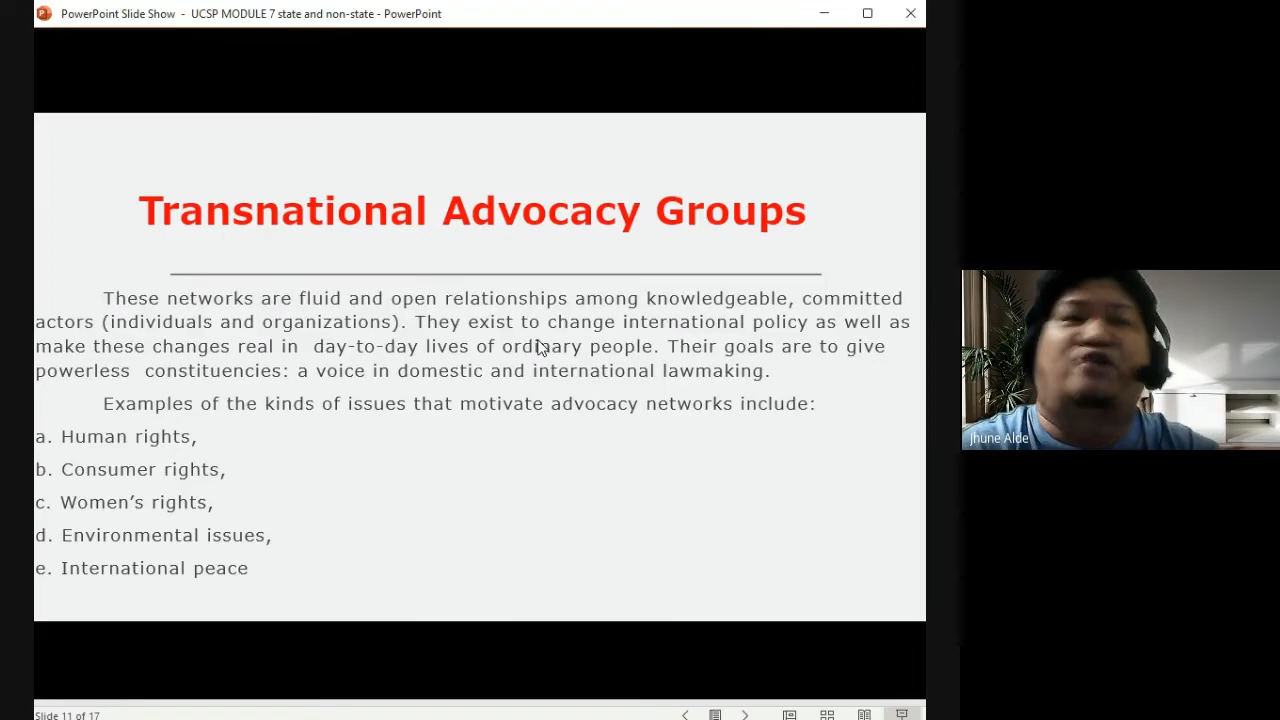 PowerPoint Slide Show - UCSP MODULE 7 state and non-state - PowerPoint
Transnational Advocacy Groups
These networks are fluid and open relationships among knowledgeable, committed
actors (individuals and organizations). They exist to change international policy as well as
make these changes real in day-to-day lives of ordinary people. Their goals are to give
powerless constituencies: a voice in domestic and international lawmaking.
Examples of the kinds of issues that motivate advocacy networks include:
a. Human rights,
b. Consumer rights,
c. Women’s rights,
d. Environmental issues,
e. International peace
Jhune Alde
Slide 11 of 17